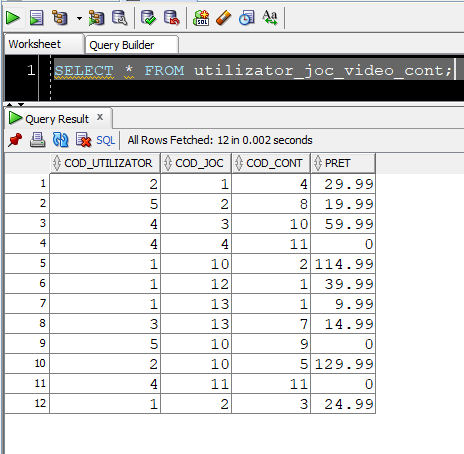 Worksheet Query Builder
1 SELECT * FROM utilizator_joc_video_cont;
Query Result x
SQL All Rows Fetched: 12 in 0.002 seconds
COD_UTILIZATOR COD_JOC COD_CONT PRET
1 2 1 4 29.99
2 5 2 8 19.99
3 4 3 10 59.99
4 4 4 11 0
5 1 10 2 114.99
6 1 12 1 39.99
7 1 13 1 9.99
8 3 13 7 14.99
9 5 10 9 0
10 2 10 5 129.99
11 4 11 11 0
12 1 2 3 24.99